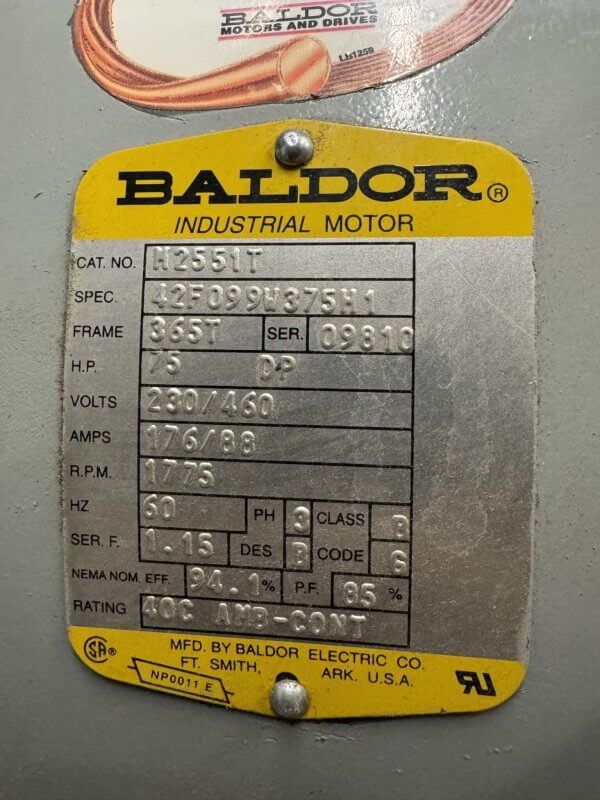 BALDOR
MOTORS AND DRIVES
LR1259
BALDOR®
INDUSTRIAL MOTOR
CAT. NO. M2551T
SPEC. 42F099W375H1
FRAME 365T SER. 09810
H.P. 75 DP
VOLTS 230/460
AMPS 176/88
R.P.M. 1775
HZ 60 PH 3 CLASS B
SER. F. 1.15 DES B CODE G
NEMA NOM. EFF. 94.1% P.F. 85 %
RATING 40C AMB-CONT
SA®
MFD. BY BALDOR ELECTRIC CO.
FT. SMITH, ARK. U.S.A.
NP0011 E